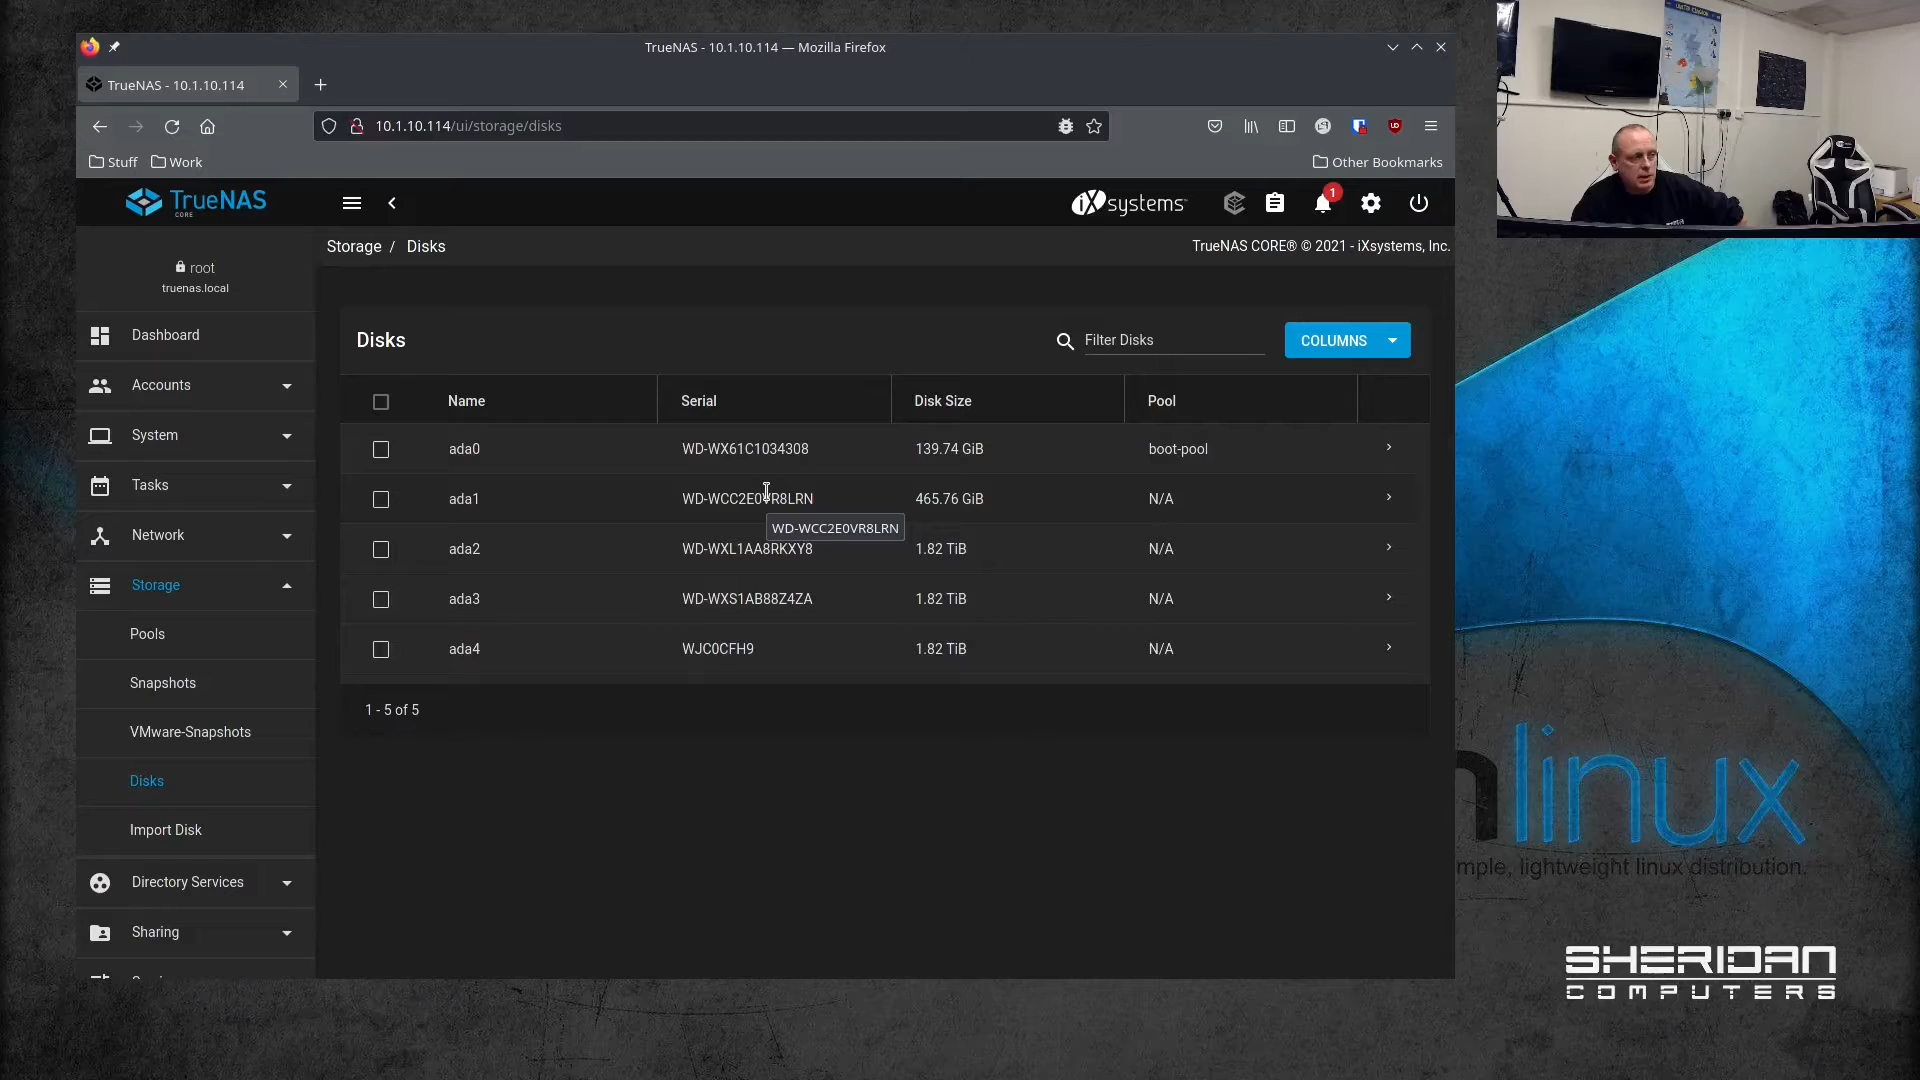 TrueNAS - 10.1.10.114 — Mozilla Firefox
TrueNAS - 10.1.10.114
10.1.10.114/ui/storage/disks
Stuff
Work
Other Bookmarks
TrueNAS
CORE
iXsystems
1
root
truenas.local
Storage / Disks
TrueNAS CORE® © 2021 - iXsystems, Inc.
Dashboard
Accounts
System
Tasks
Network
Storage
Pools
Snapshots
VMware-Snapshots
Disks
Import Disk
Directory Services
Sharing
Disks
Filter Disks
COLUMNS
Name Serial Disk Size Pool
ada0 WD-WX61C1034308 139.74 GiB boot-pool
ada1 WD-WCC2E0VR8LRN 465.76 GiB N/A
WD-WCC2E0VR8LRN
ada2 WD-WXL1AA8RKXY8 1.82 TiB N/A
ada3 WD-WXS1AB88Z4ZA 1.82 TiB N/A
ada4 WJC0CFH9 1.82 TiB N/A
1 - 5 of 5
linux
mple, lightweight linux distribution.
SHERIDAN
COMPUTERS